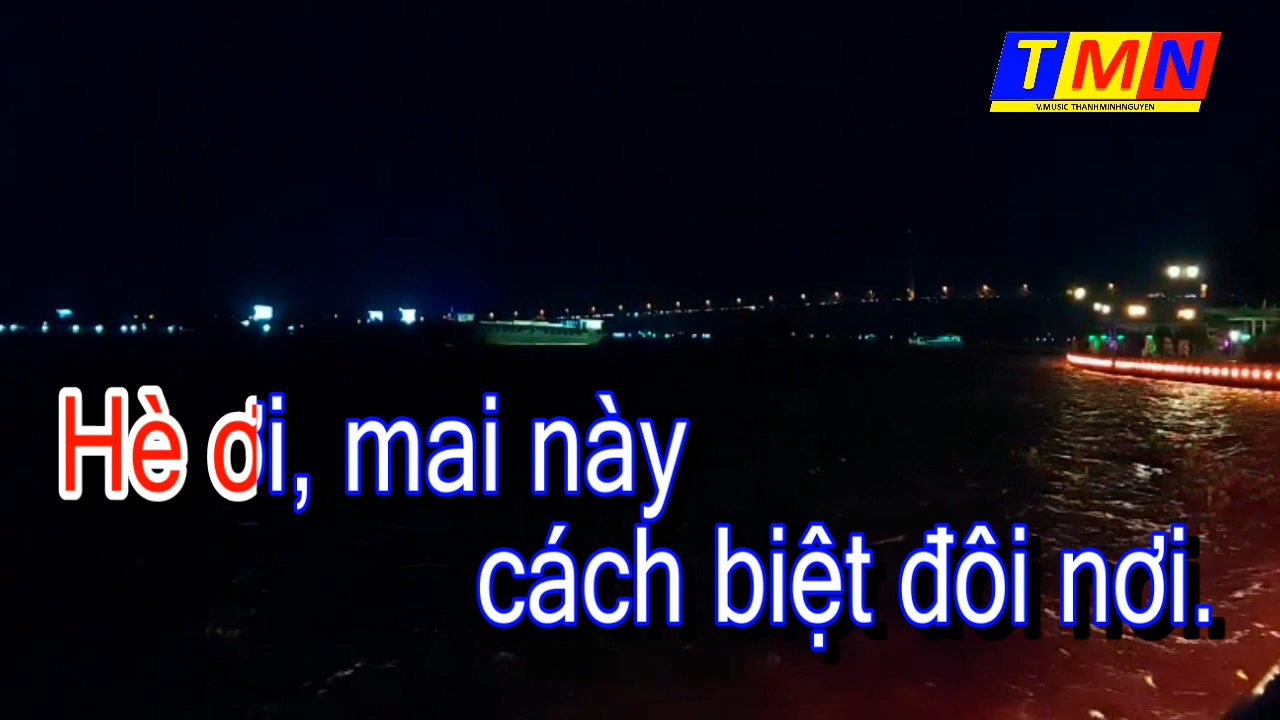 TMN
V.MUSIC THANHMINHNGUYEN
Hè ơi, mai này
cách biệt đôi nơi.